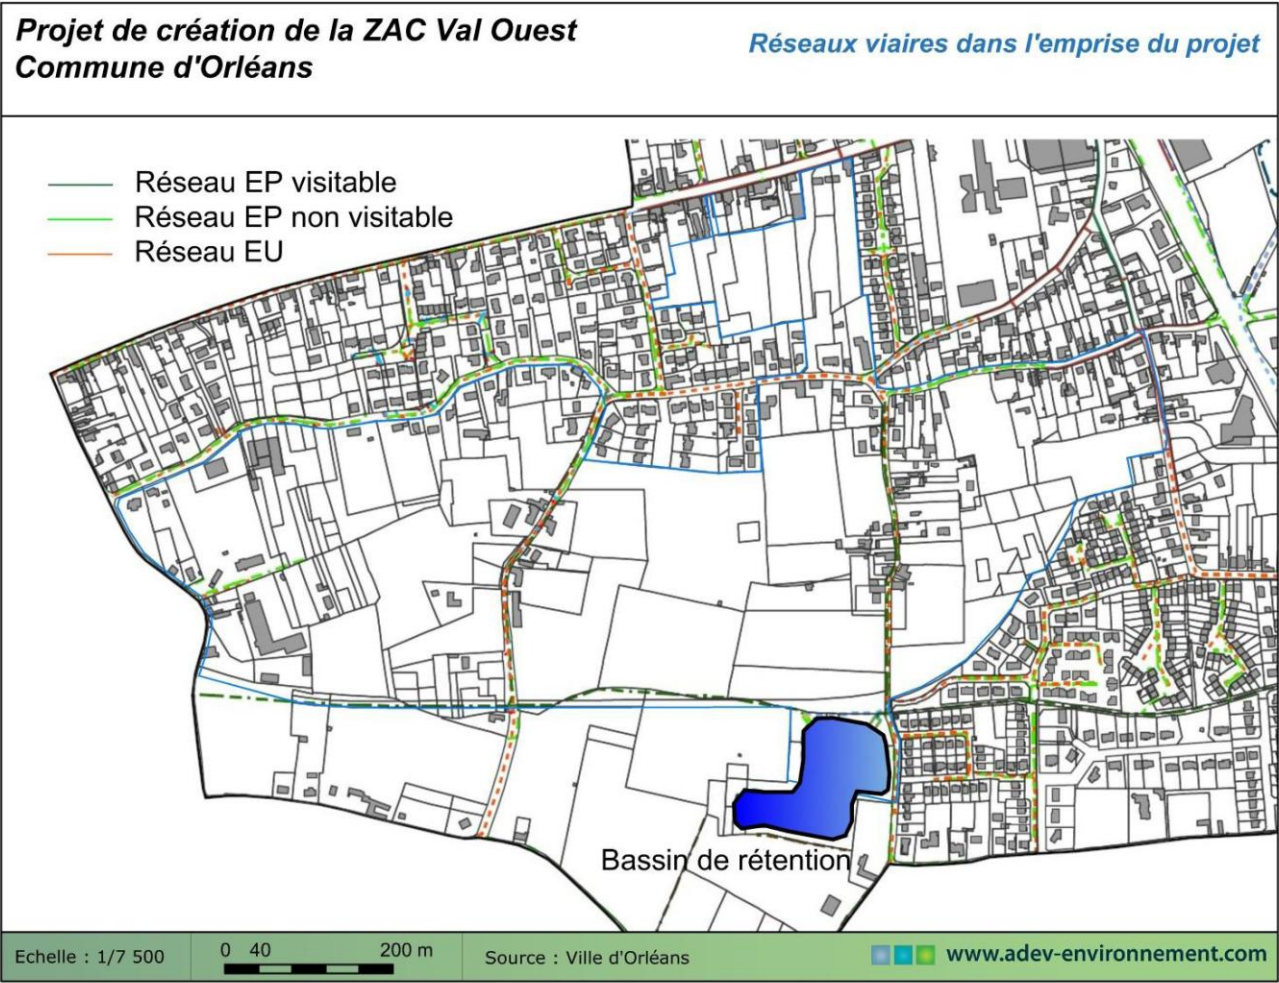 Projet de création de la ZAC Val Ouest
Commune d'Orléans
Réseaux viaires dans l'emprise du projet
Réseau EP visitable
Réseau EP non visitable
Réseau EU
Bassin de rétention
Echelle : 1/7 500
0 40 200 m
Source : Ville d'Orléans
www.adev-environnement.com